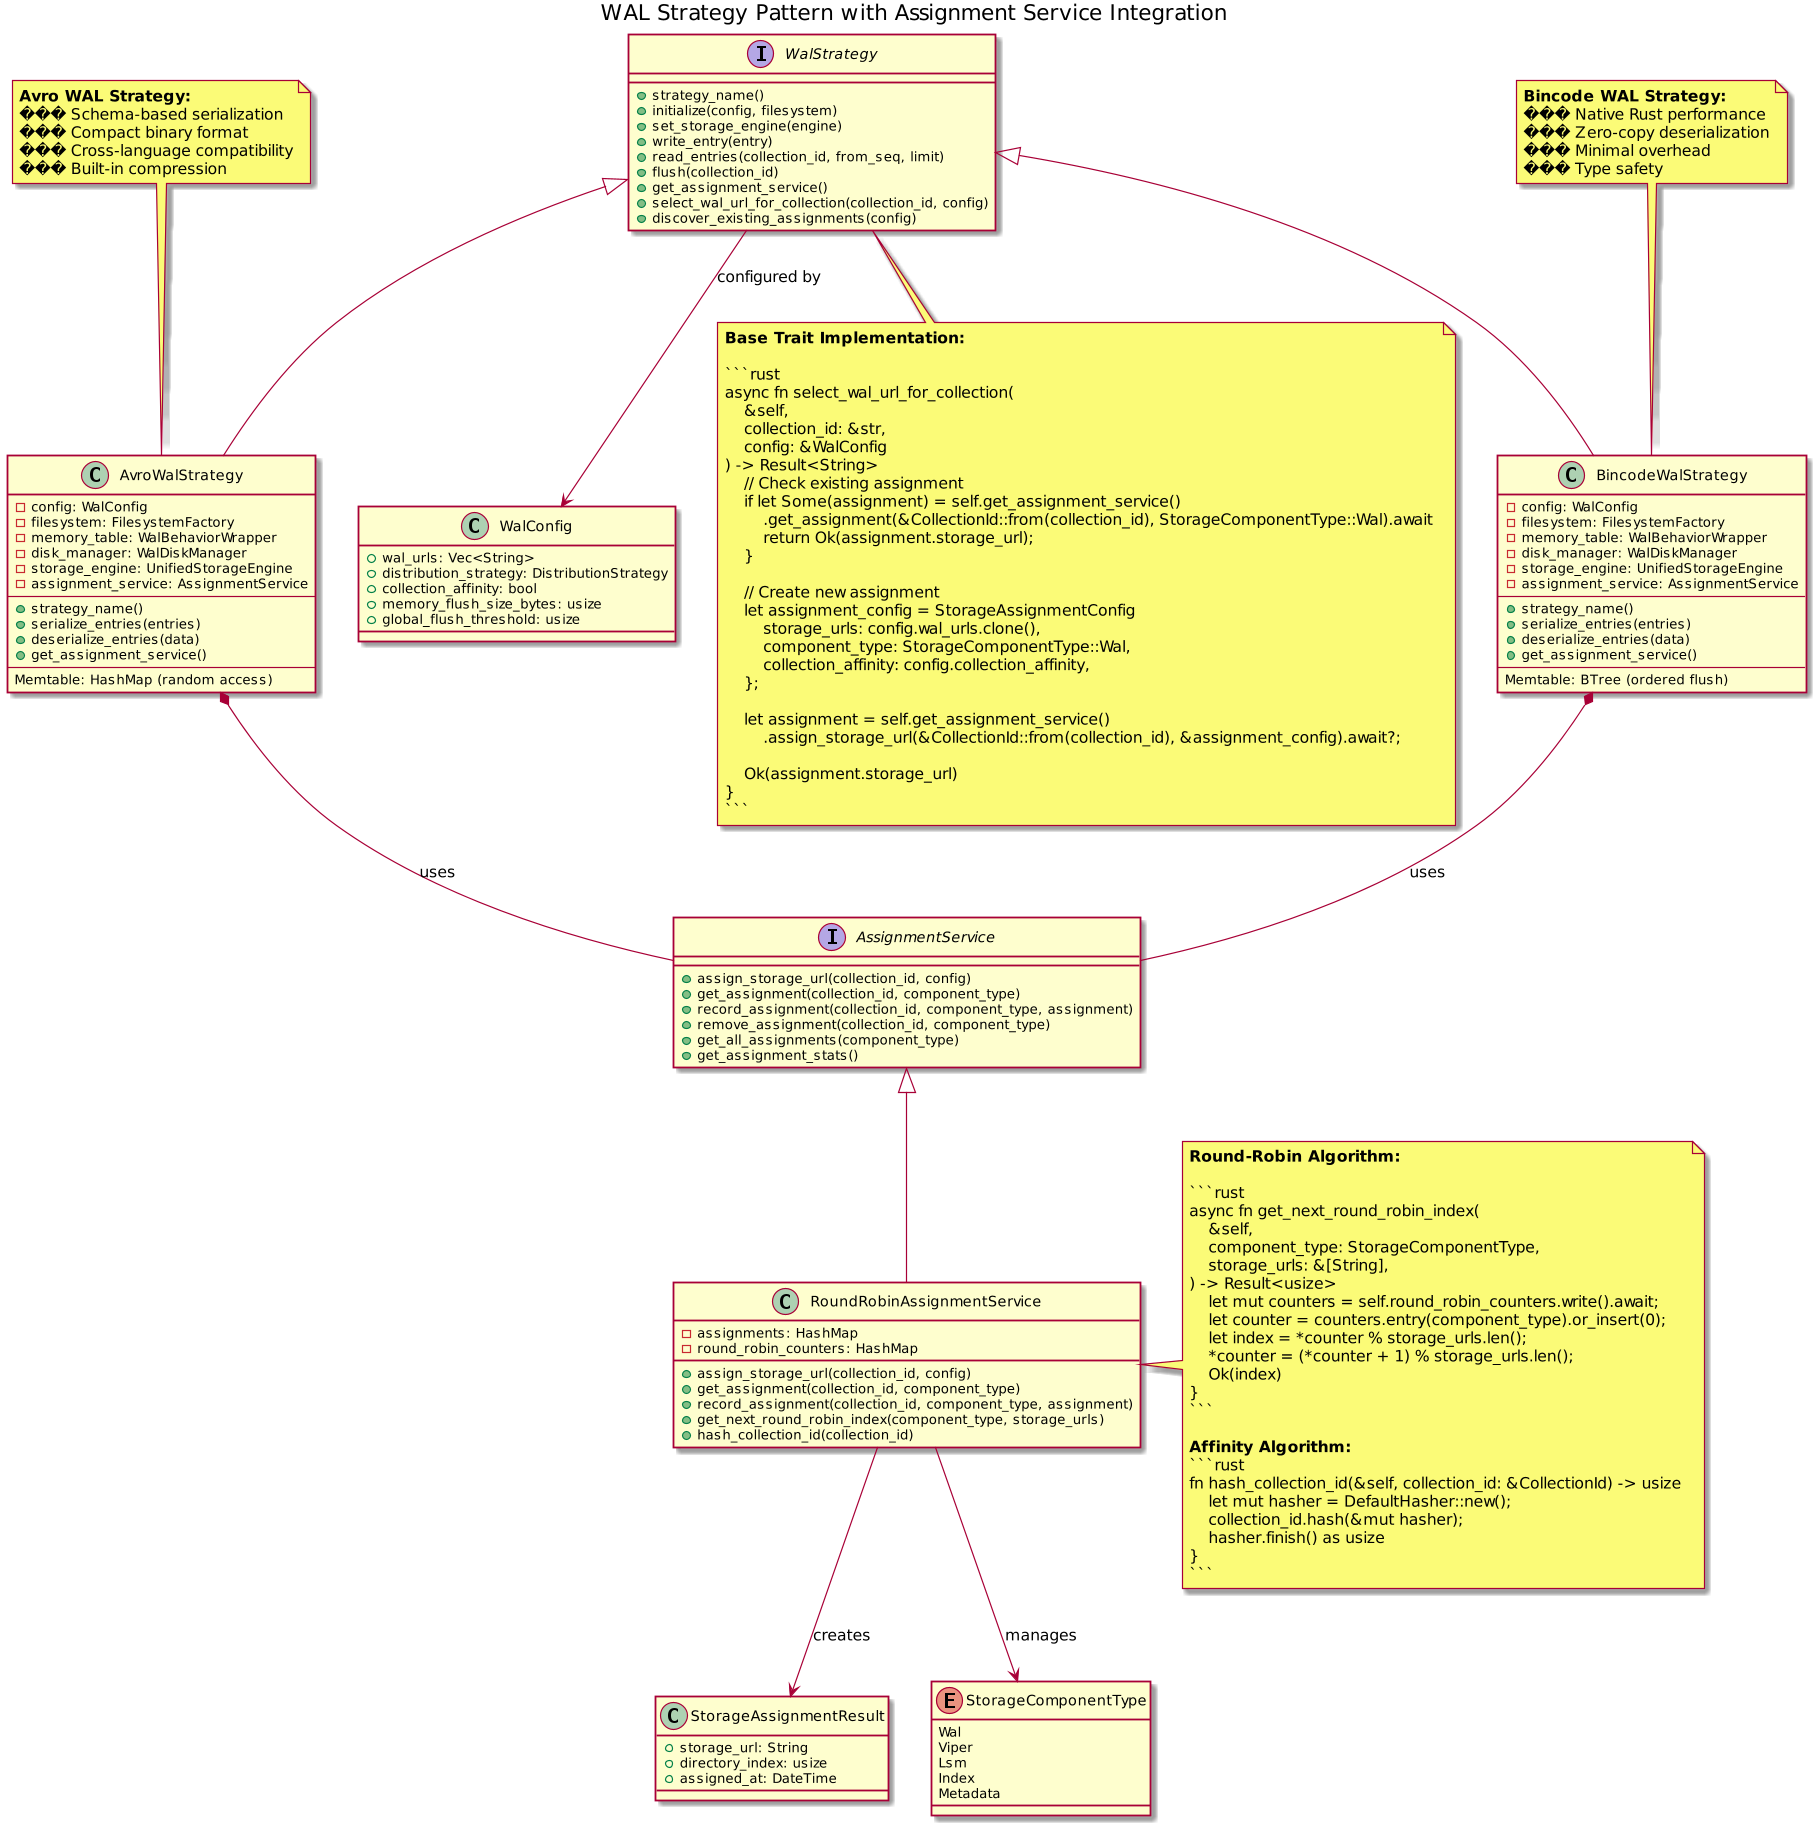 WAL Strategy Pattern with Assignment Service Integration
I WalStrategy
strategy_name()
initialize(config, filesystem)
set_storage_engine(engine)
write_entry(entry)
read_entries(collection_id, from_seq, limit)
flush(collection_id)
get_assignment_service()
select_wal_url_for_collection(collection_id, config)
discover_existing_assignments(config)
Avro WAL Strategy:
��� Schema-based serialization
��� Compact binary format
��� Cross-language compatibility
��� Built-in compression
Bincode WAL Strategy:
��� Native Rust performance
��� Zero-copy deserialization
��� Minimal overhead
��� Type safety
configured by
Base Trait Implementation:
```rust
async fn select_wal_url_for_collection(
&self,
collection_id: &str,
config: &WalConfig
) -> Result<String>
// Check existing assignment
if let Some(assignment) = self.get_assignment_service()
.get_assignment(&CollectionId::from(collection_id), StorageComponentType::Wal).await
return Ok(assignment.storage_url);
}
// Create new assignment
let assignment_config = StorageAssignmentConfig
storage_urls: config.wal_urls.clone(),
component_type: StorageComponentType::Wal,
collection_affinity: config.collection_affinity,
};
let assignment = self.get_assignment_service()
.assign_storage_url(&CollectionId::from(collection_id), &assignment_config).await?;
Ok(assignment.storage_url)
}
```
C AvroWalStrategy
config: WalConfig
filesystem: FilesystemFactory
memory_table: WalBehaviorWrapper
disk_manager: WalDiskManager
storage_engine: UnifiedStorageEngine
assignment_service: AssignmentService
strategy_name()
serialize_entries(entries)
deserialize_entries(data)
get_assignment_service()
Memtable: HashMap (random access)
C WalConfig
wal_urls: Vec<String>
distribution_strategy: DistributionStrategy
collection_affinity: bool
memory_flush_size_bytes: usize
global_flush_threshold: usize
C BincodeWalStrategy
config: WalConfig
filesystem: FilesystemFactory
memory_table: WalBehaviorWrapper
disk_manager: WalDiskManager
storage_engine: UnifiedStorageEngine
assignment_service: AssignmentService
strategy_name()
serialize_entries(entries)
deserialize_entries(data)
get_assignment_service()
Memtable: BTree (ordered flush)
uses
uses
I AssignmentService
assign_storage_url(collection_id, config)
get_assignment(collection_id, component_type)
record_assignment(collection_id, component_type, assignment)
remove_assignment(collection_id, component_type)
get_all_assignments(component_type)
get_assignment_stats()
C RoundRobinAssignmentService
assignments: HashMap
round_robin_counters: HashMap
assign_storage_url(collection_id, config)
get_assignment(collection_id, component_type)
record_assignment(collection_id, component_type, assignment)
get_next_round_robin_index(component_type, storage_urls)
hash_collection_id(collection_id)
Round-Robin Algorithm:
```rust
async fn get_next_round_robin_index(
&self,
component_type: StorageComponentType,
storage_urls: &[String],
) -> Result<usize>
let mut counters = self.round_robin_counters.write().await;
let counter = counters.entry(component_type).or_insert(0);
let index = *counter % storage_urls.len();
*counter = (*counter + 1) % storage_urls.len();
Ok(index)
}
```
Affinity Algorithm:
```rust
fn hash_collection_id(&self, collection_id: &CollectionId) -> usize
let mut hasher = DefaultHasher::new();
collection_id.hash(&mut hasher);
hasher.finish() as usize
}
```
creates
manages
C StorageAssignmentResult
storage_url: String
directory_index: usize
assigned_at: DateTime
E StorageComponentType
Wal
Viper
Lsm
Index
Metadata